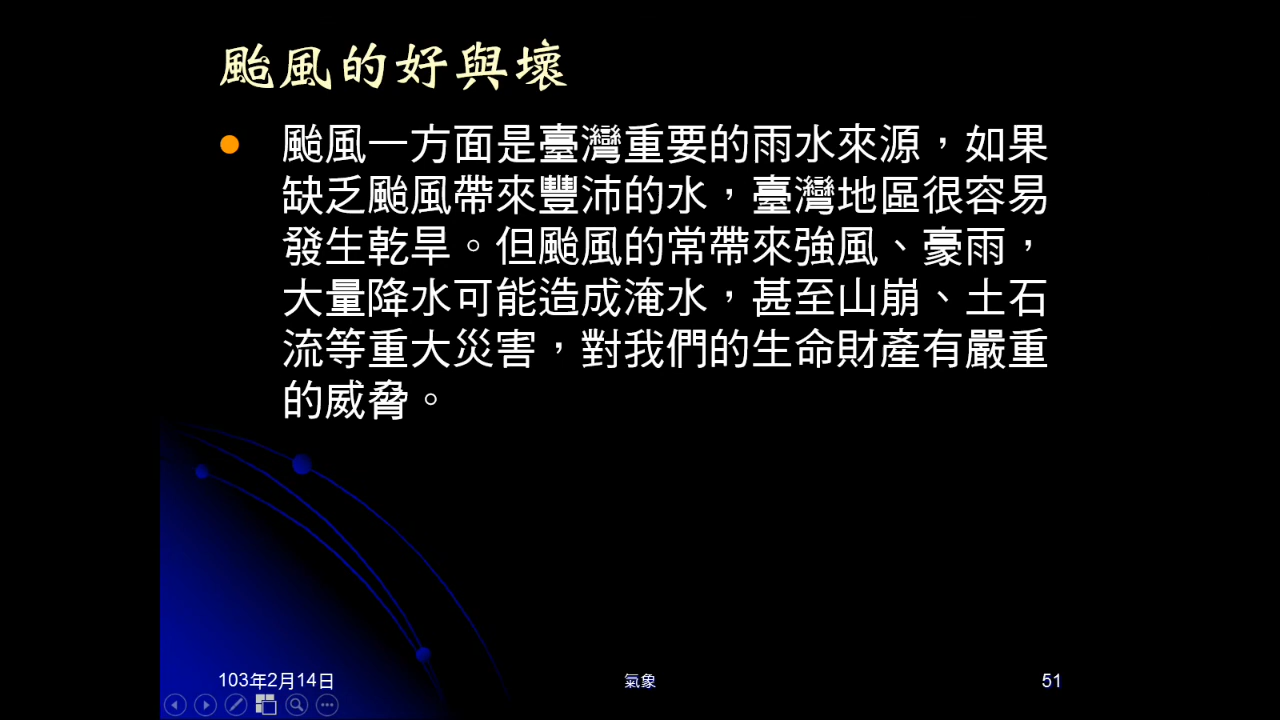 颱風的好與壞
颱風一方面是臺灣重要的雨水來源，如果
缺乏颱風帶來豐沛的水，臺灣地區很容易
發生乾旱。但颱風的常帶來強風、豪雨，
大量降水可能造成淹水，甚至山崩、土石
流等重大災害，對我們的生命財產有嚴重
的威脅。
103年2月14日
氣象
51